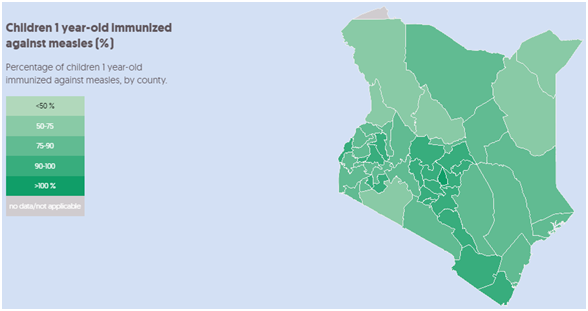 Children 1 year-old immunized
against measles (%)
Percentage of children 1 year-old
immunized against measles, by county.
<50 %
50-75
75-90
90-100
>100 %
no data/not applicable